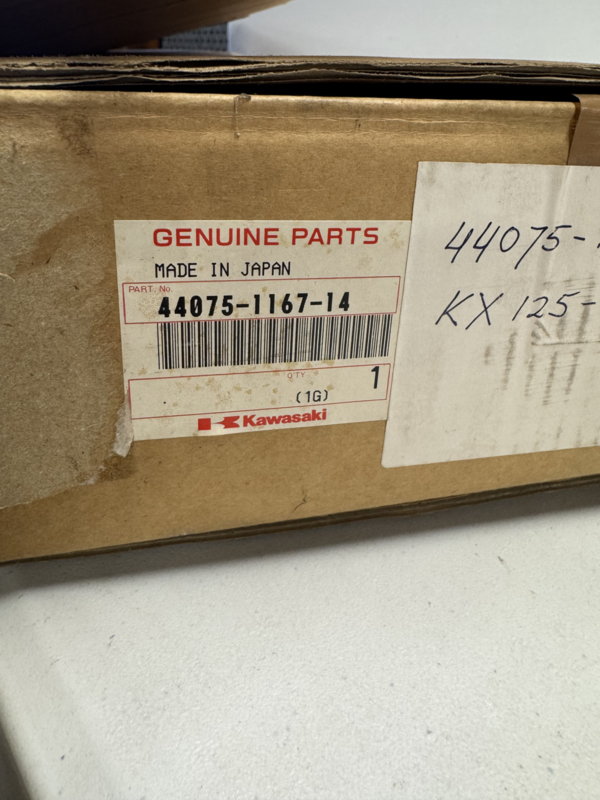 GENUINE PARTS
MADE IN JAPAN
PART. No.
44075-1167-14
QTY
1
(1G)
Kawasaki
44075-
KX 125-